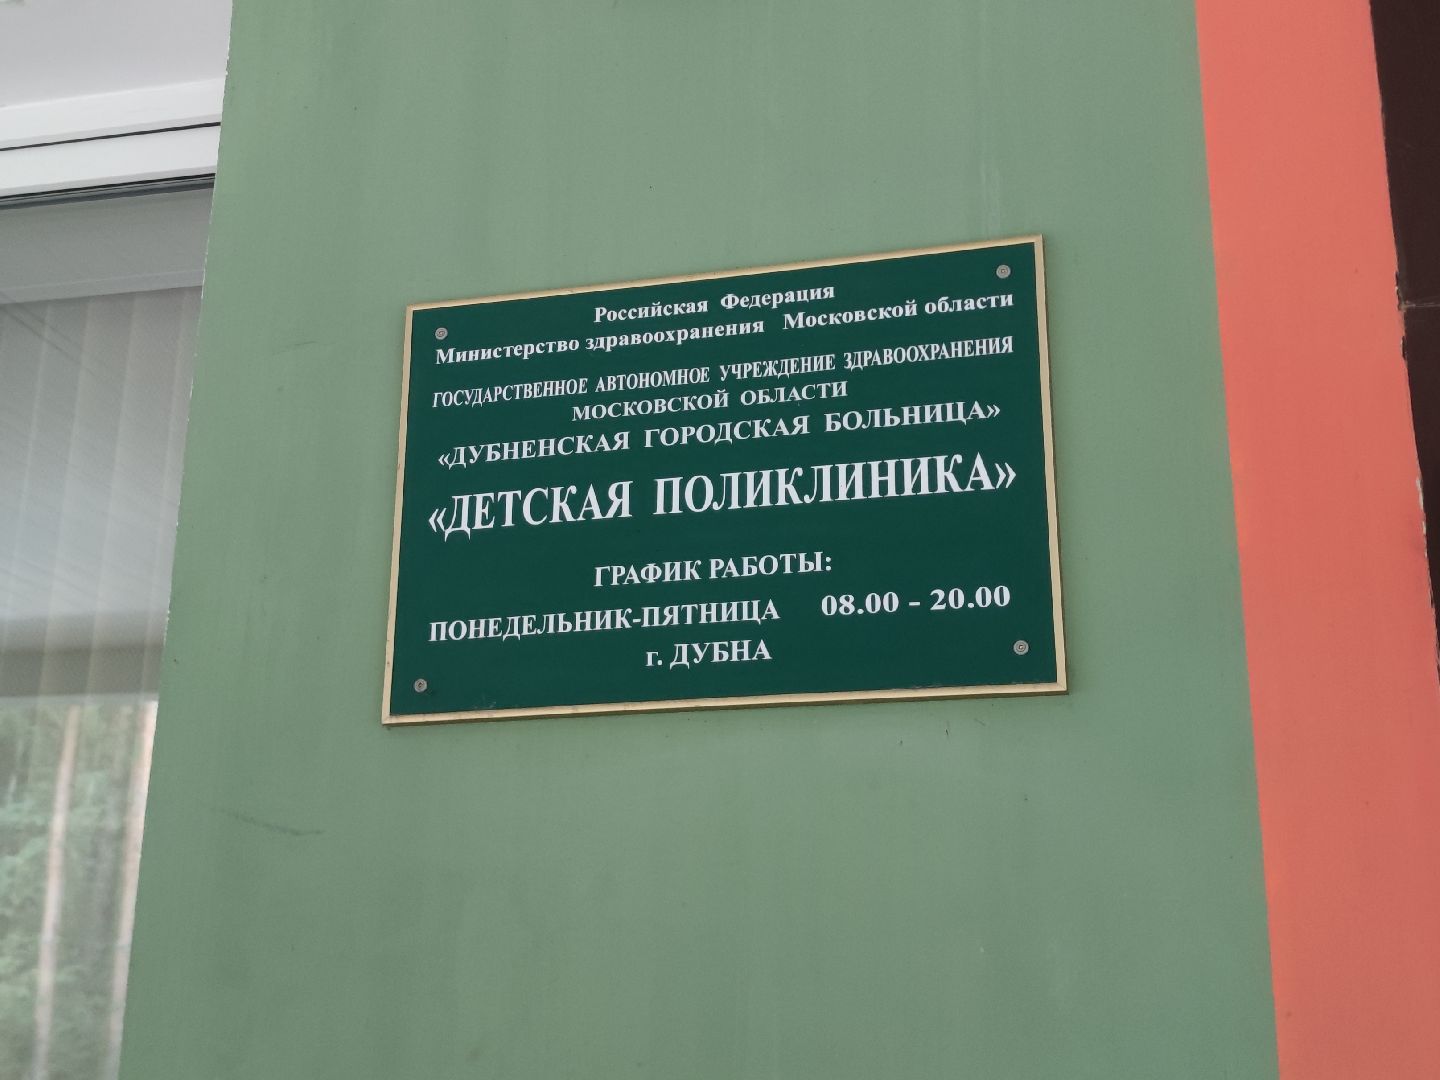 Российская Федерация
Министерство здравоохранения Московской области
ГОСУДАРСТВЕННОЕ АВТОНОМНОЕ УЧРЕЖДЕНИЕ ЗДРАВООХРАНЕНИЯ
МОСКОВСКОЙ ОБЛАСТИ
«ДУБНЕНСКАЯ ГОРОДСКАЯ БОЛЬНИЦА»
«ДЕТСКАЯ ПОЛИКЛИНИКА»
ГРАФИК РАБОТЫ:
ПОНЕДЕЛЬНИК-ПЯТНИЦА 08.00 - 20.00
г. ДУБНА